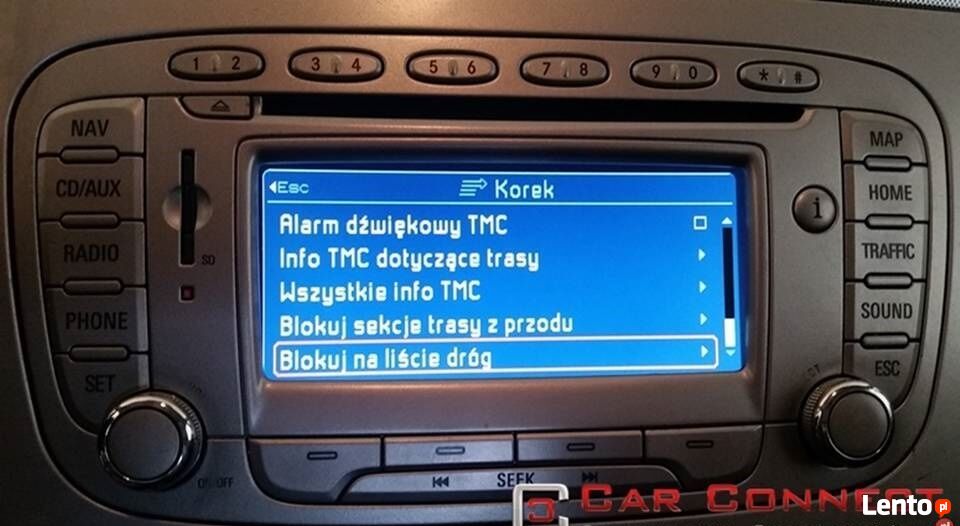 1 2
3 4
5 6
7 8
9 0
* #
NAV
CD/AUX
RADIO
PHONE
SET
SD
ON/OFF
Esc
Korek
Alarm dźwiękowy TMC
Info TMC dotyczące trasy
Wszystkie info TMC
Blokuj sekcje trasy z przodu
Blokuj na liście dróg
MAP
HOME
i
TRAFFIC
SOUND
ESC
SEEK
CAR CONNECT
Lento.pl